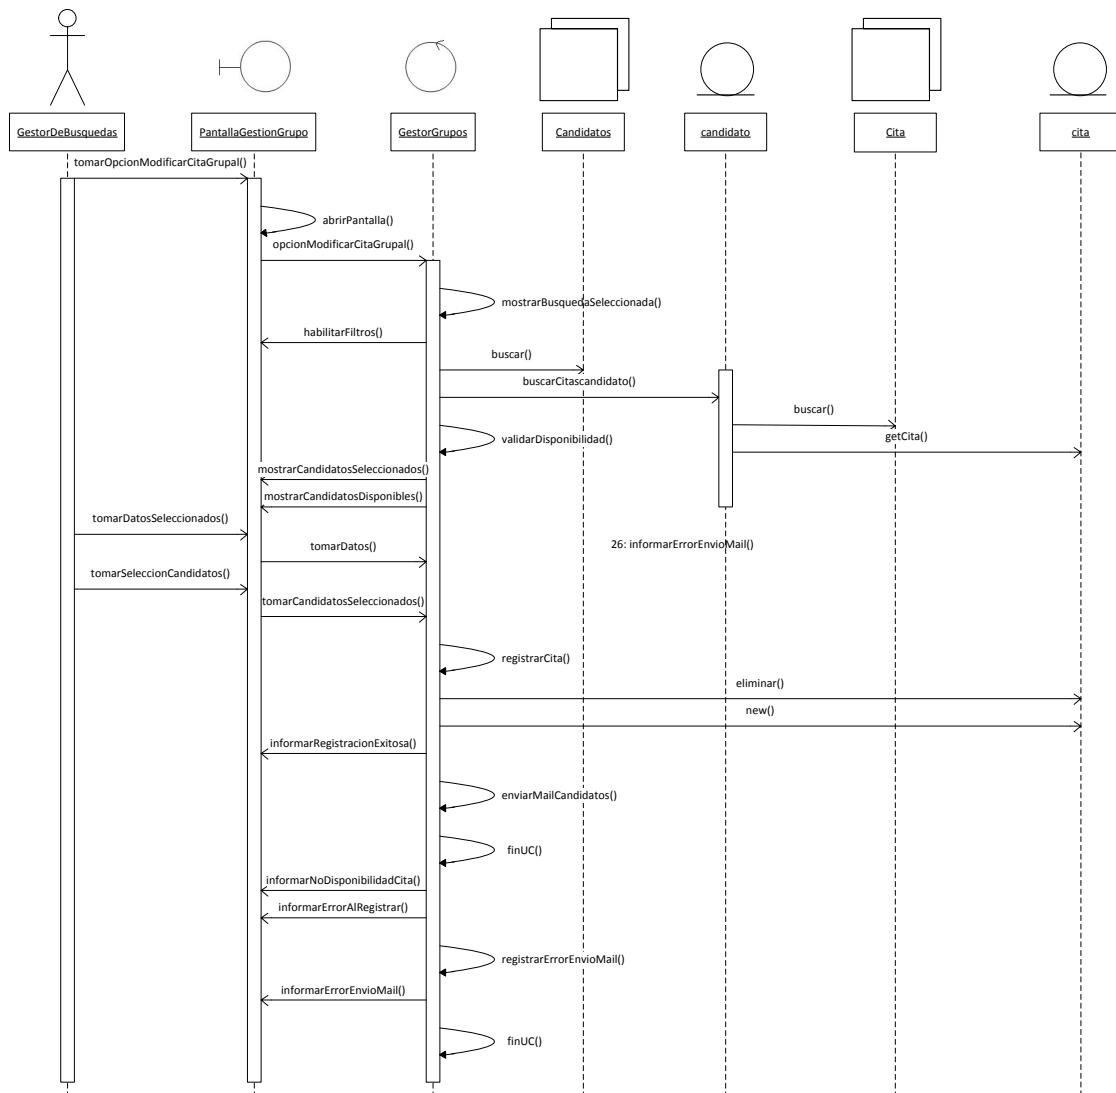 GestorDeBusquedas
PantallaGestionGrupo
GestorGrupos
Candidatos
candidato
Cita
cita
tomarOpcionModificarCitaGrupal()
abrirPantalla()
opcionModificarCitaGrupal()
mostrarBusquedaSeleccionada()
habilitarFiltros()
buscar()
buscarCitascandidato()
buscar()
validarDisponibilidad()
getCita()
mostrarCandidatosSeleccionados()
mostrarCandidatosDisponibles()
tomarDatosSeleccionados()
26: informarErrorEnvioMail()
tomarDatos()
tomarSeleccionCandidatos()
tomarCandidatosSeleccionados()
registrarCita()
eliminar()
new()
informarRegistracionExitosa()
enviarMailCandidatos()
finUC()
informarNoDisponibilidadCita()
informarErrorAlRegistrar()
registrarErrorEnvioMail()
informarErrorEnvioMail()
finUC()